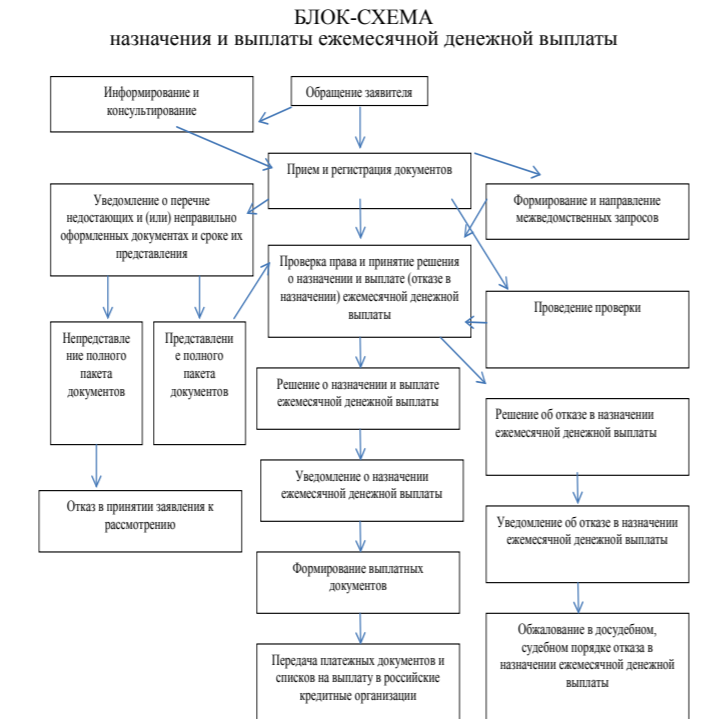 БЛОК-СХЕМА
назначения и выплаты ежемесячной денежной выплаты
Информирование и
консультирование
Обращение заявителя
Прием и регистрация документов
Уведомление о перечне
недостающих и (или) неправильно
оформленных документах и сроке их
представления
Формирование и направление
межведомственных запросов
Проверка права и принятие решения
о назначении и выплате (отказе в
назначении) ежемесячной денежной
выплаты
Проведение проверки
Непредставле
ние полного
пакета
документов
Представлени
е полного
пакета
документов
Решение о назначении и выплате
ежемесячной денежной выплаты
Решение об отказе в назначении
ежемесячной денежной выплаты
Уведомление о назначении
ежемесячной денежной выплаты
Отказ в принятии заявления к
рассмотрению
Уведомление об отказе в назначении
ежемесячной денежной выплаты
Формирование выплатных
документов
Обжалование в досудебном,
судебном порядке отказа в
назначении ежемесячной денежной
выплаты
Передача платежных документов и
списков на выплату в российские
кредитные организации